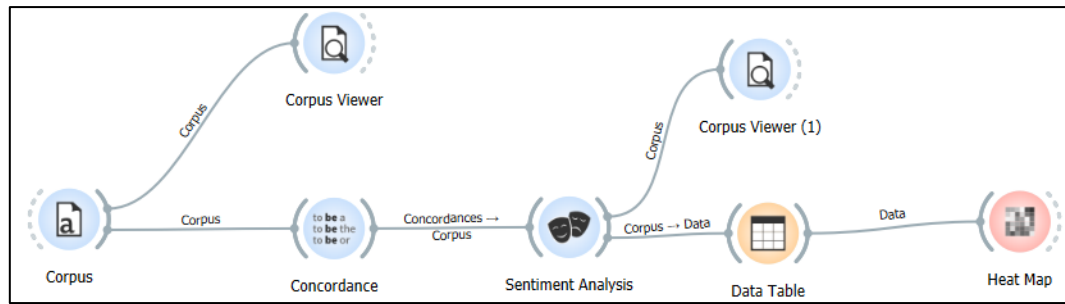 Corpus Viewer
Corpus
Corpus Viewer (1)
Corpus
a
Corpus
Corpus
to be a
to be the
to be or
Concordance
Concordances →
Corpus
Sentiment Analysis
Corpus → Data
Data Table
Data
Heat Map